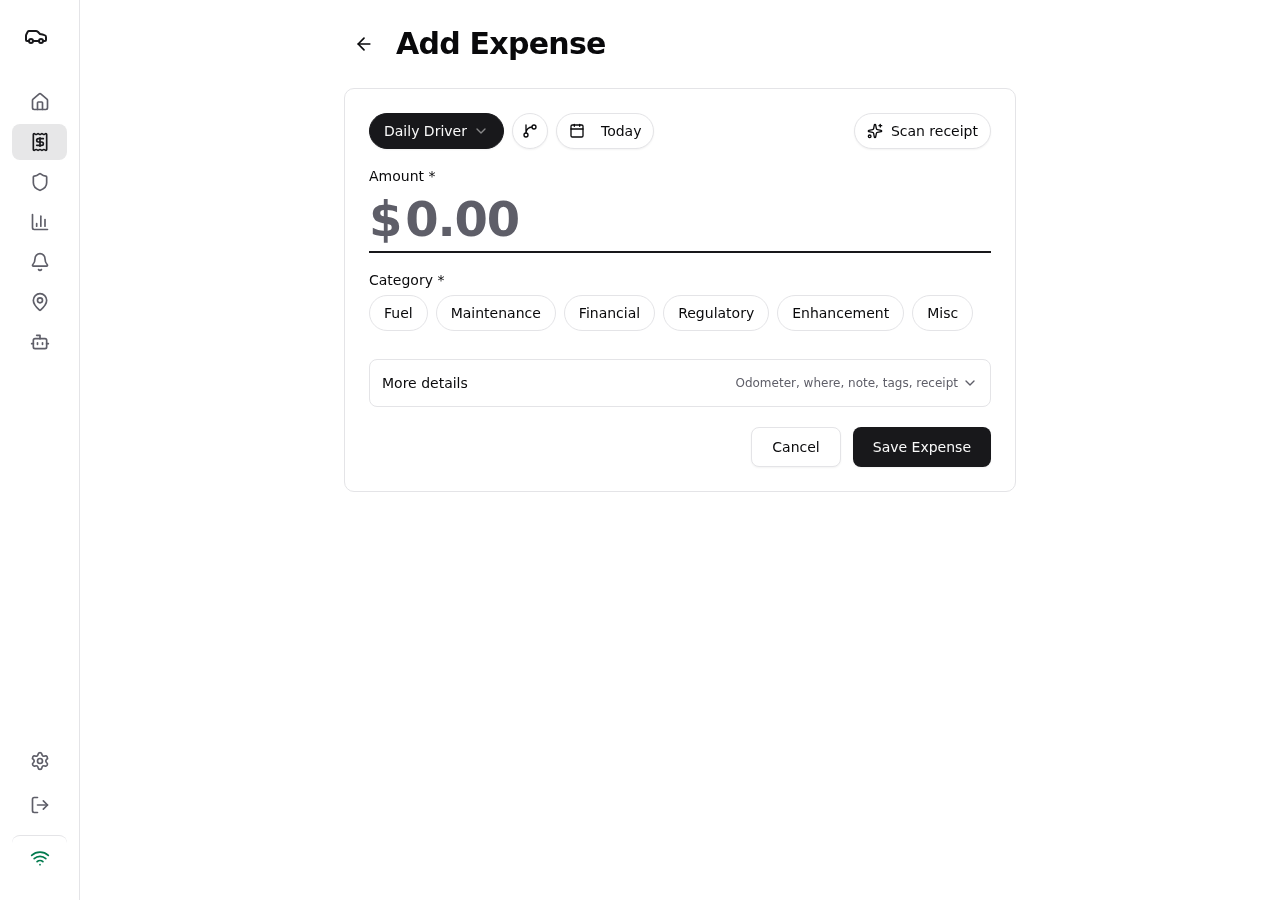 Add Expense
Daily Driver
Today
Scan receipt
Amount *
$ 0.00
Category *
Fuel
Maintenance
Financial
Regulatory
Enhancement
Misc
More details
Odometer, where, note, tags, receipt
Cancel
Save Expense